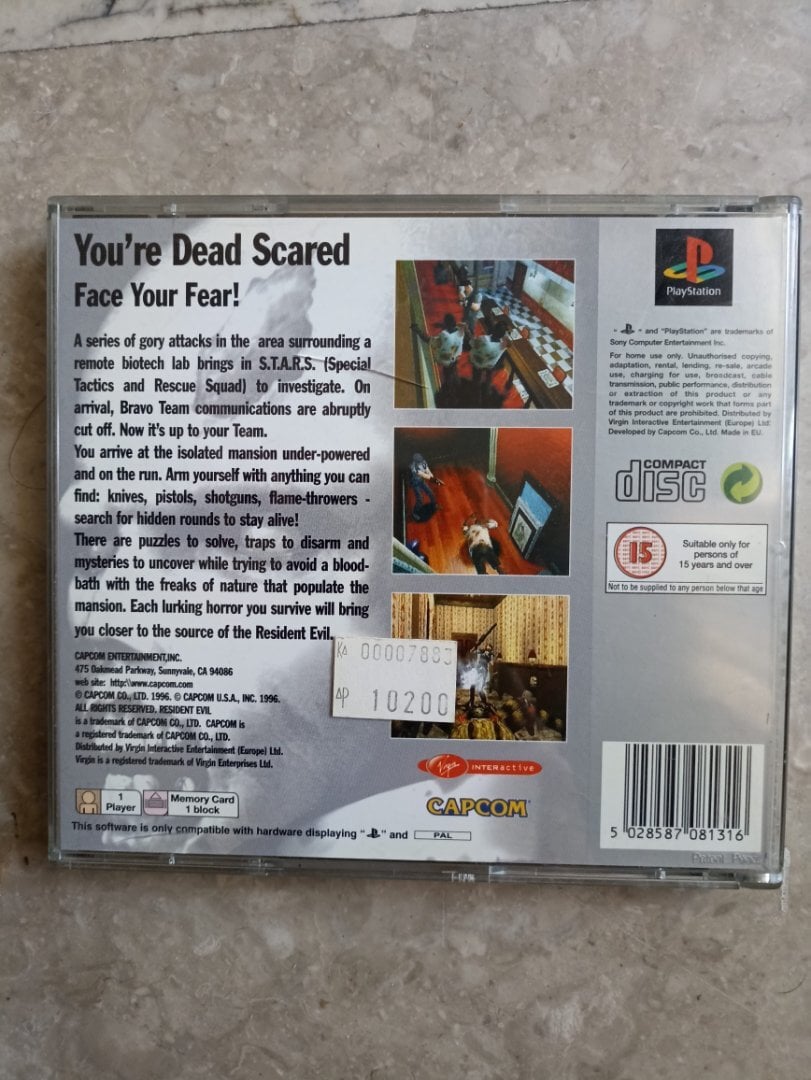 You're Dead Scared
Face Your Fear!
A series of gory attacks in the area surrounding a
remote biotech lab brings in S.T.A.R.S. (Special
Tactics and Rescue Squad) to investigate. On
arrival, Bravo Team communications are abruptly
cut off. Now it's up to your Team.
You arrive at the isolated mansion under-powered
and on the run. Arm yourself with anything you can
find: knives, pistols, shotguns, flame-throwers -
search for hidden rounds to stay alive!
There are puzzles to solve, traps to disarm and
mysteries to uncover while trying to avoid a blood-
bath with the freaks of nature that populate the
mansion. Each lurking horror you survive will bring
you closer to the source of the Resident Evil.
CAPCOM ENTERTAINMENT,INC.
475 Oakmead Parkway, Sunnyvale, CA 94086
web site: http:\\www.capcom.com
© CAPCOM CO., LTD. 1996. © CAPCOM U.S.A., INC. 1996.
ALL RIGHTS RESERVED. RESIDENT EVIL
is a trademark of CAPCOM CO., LTD. CAPCOM is
a registered trademark of CAPCOM CO., LTD.
Distributed by Virgin Interactive Entertainment (Europe) Ltd.
Virgin is a registered trademark of Virgin Enterprises Ltd.
1
Player
Memory Card
1 block
This software is only compatible with hardware displaying " " and PAL
ΚΔ 00007883
ΔΡ 10200
Virgin INTERactive
CAPCOM
PlayStation
" " and "PlayStation" are trademarks of
Sony Computer Entertainment Inc.
For home use only. Unauthorised copying,
adaptation, rental, lending, re-sale, arcade
use, charging for use, broadcast, cable
transmission, public performance, distribution
or extraction of this product or any
trademark or copyright work that forms part
of this product are prohibited. Distributed by
Virgin Interactive Entertainment (Europe) Ltd.
Developed by Capcom Co., Ltd. Made in EU.
COMPACT
disc
15
Suitable only for
persons of
15 years and over
Not to be supplied to any person below that age
5 028587 081316